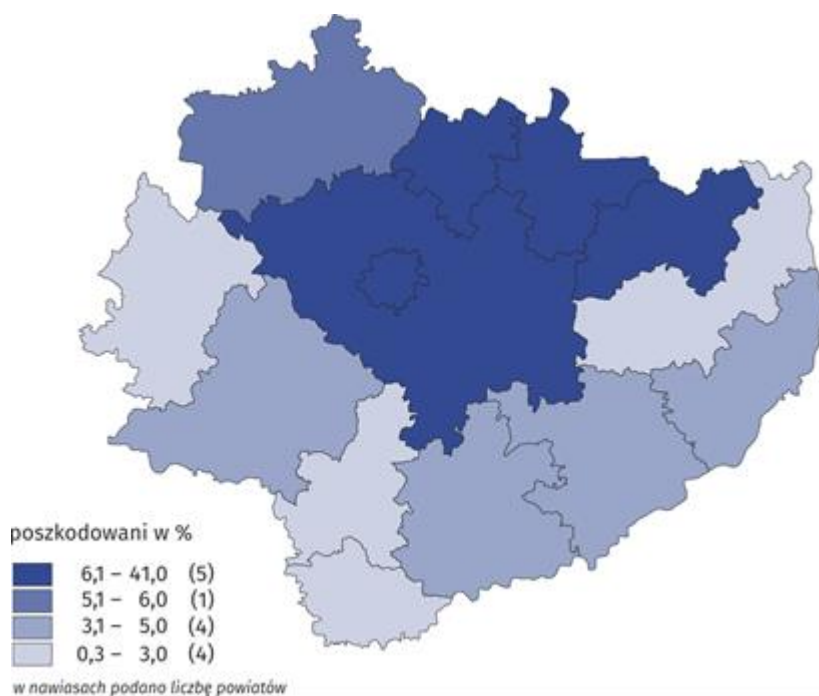 poszkodowani w %
6,1 – 41,0 (5)
5,1 – 6,0 (1)
3,1 – 5,0 (4)
0,3 – 3,0 (4)
w nawiasach podano liczbę powiatów